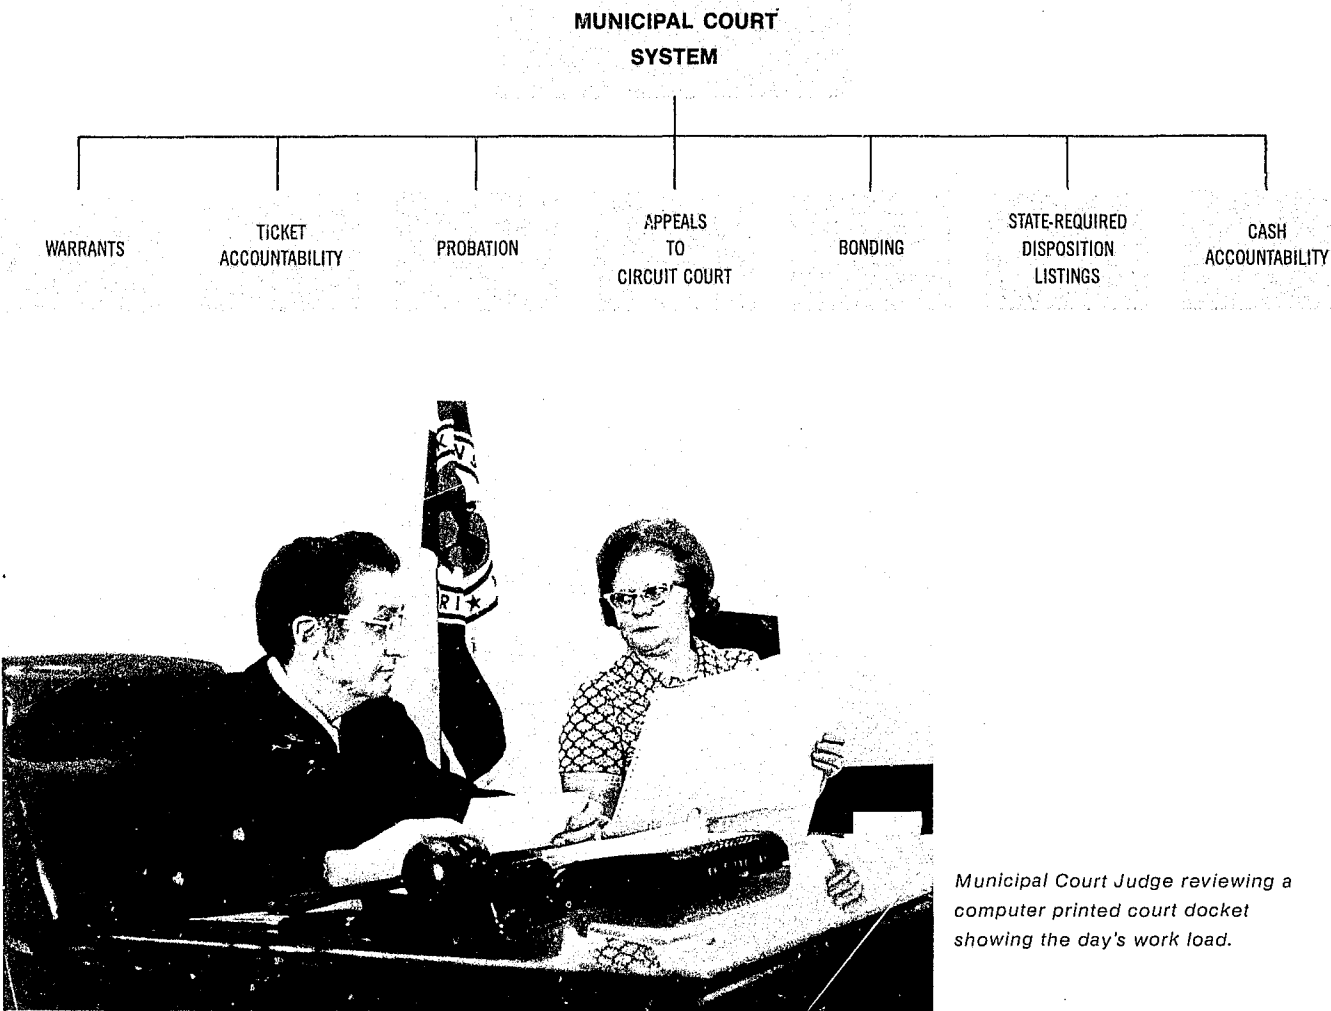 MUNICIPAL COURT
SYSTEM
WARRANTS
TICKET
ACCOUNTABILITY
PROBATION
APPEALS
TO
CIRCUIT COURT
BONDING
STATE-REQUIRED
DISPOSITION
LISTINGS
CASH
ACCOUNTABILITY
RI★
Municipal Court Judge reviewing a
computer printed court docket
showing the day's work load.